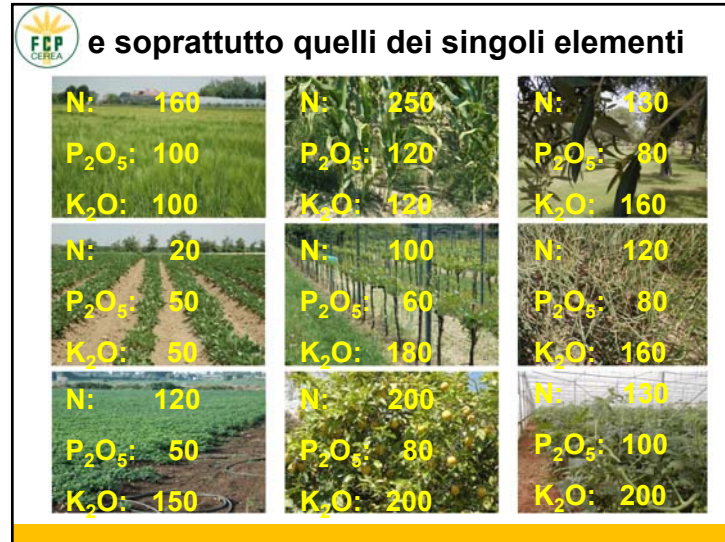 FCP
CEREA
e soprattutto quelli dei singoli elementi
N: 160
P₂O₅: 100
K₂O: 100
N: 250
P₂O₅: 120
K₂O: 120
N: 130
P₂O₅: 80
K₂O: 160
N: 20
P₂O₅: 50
K₂O: 50
N: 100
P₂O₅: 60
K₂O: 180
N: 120
P₂O₅: 80
K₂O: 160
N: 120
P₂O₅: 50
K₂O: 150
N: 200
P₂O₅: 80
K₂O: 200
N: 130
P₂O₅: 100
K₂O: 200